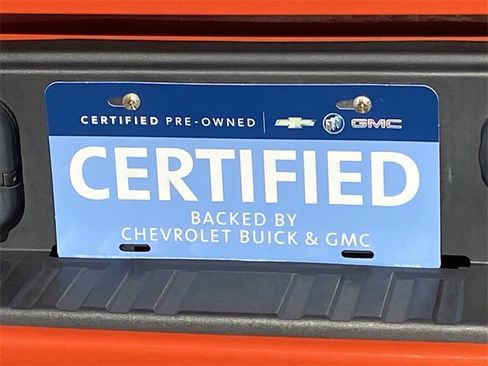 CERTIFIED PRE-OWNED GMC
CERTIFIED
BACKED BY
CHEVROLET BUICK & GMC